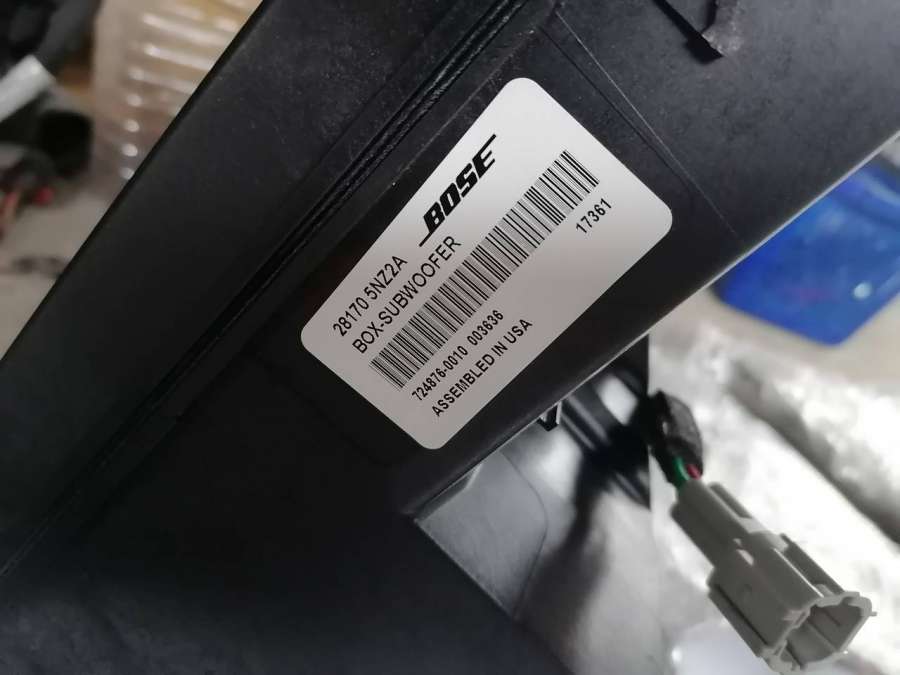 BOSE
28170 5NZ2A
BOX-SUBWOOFER
17361
724876-0010 003636
ASSEMBLED IN USA